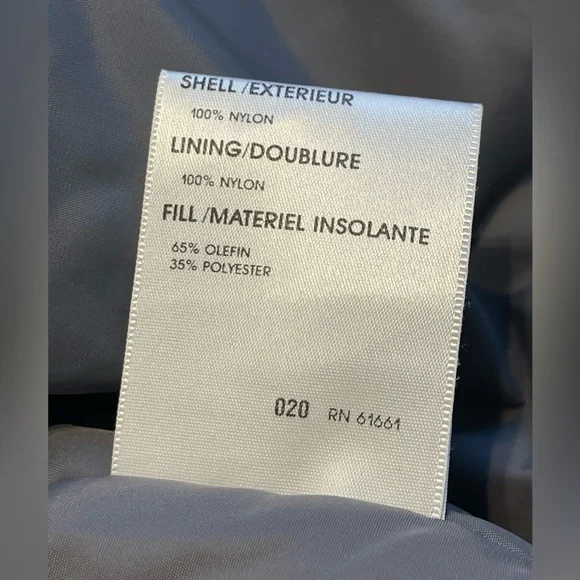 SHELL /EXTERIEUR
100% NYLON
LINING/DOUBLURE
100% NYLON
FILL /MATERIEL INSOLANTE
65% OLEFIN
35% POLYESTER
020 RN 61661